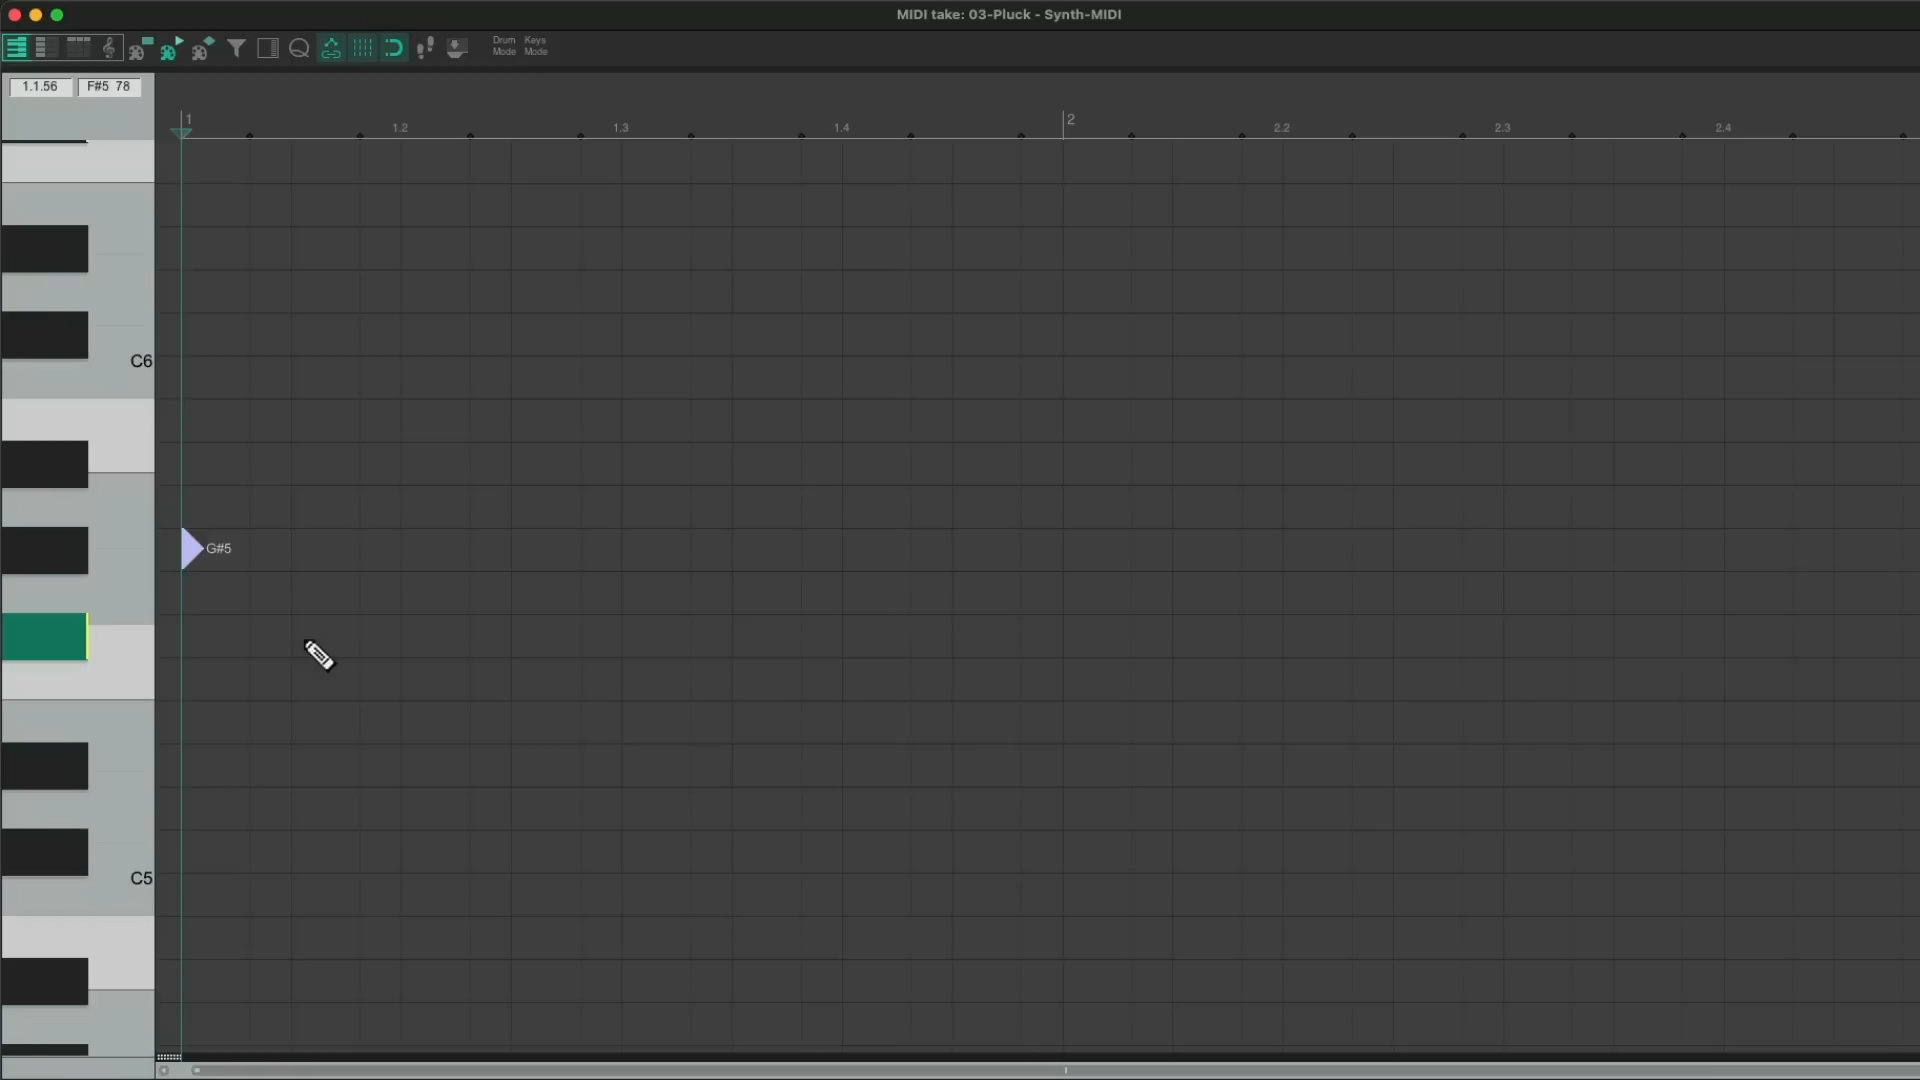 MIDI take: 03-Pluck - Synth-MIDI
Drum Mode
Keys Mode
1.1.56
F#5 78
1
1.2
1.3
1.4
2
2.2
2.3
2.4
C6
G#5
C5